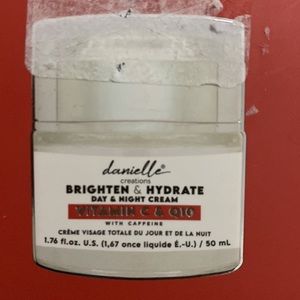 danielle®
creations
BRIGHTEN & HYDRATE
DAY & NIGHT CREAM
VITAMIN C & Q10
WITH CAFFEINE
CRÈME VISAGE TOTALE DU JOUR ET DE LA NUIT
1.76 fl.oz. U.S. (1,67 once liquide É.-U.) / 50 mL